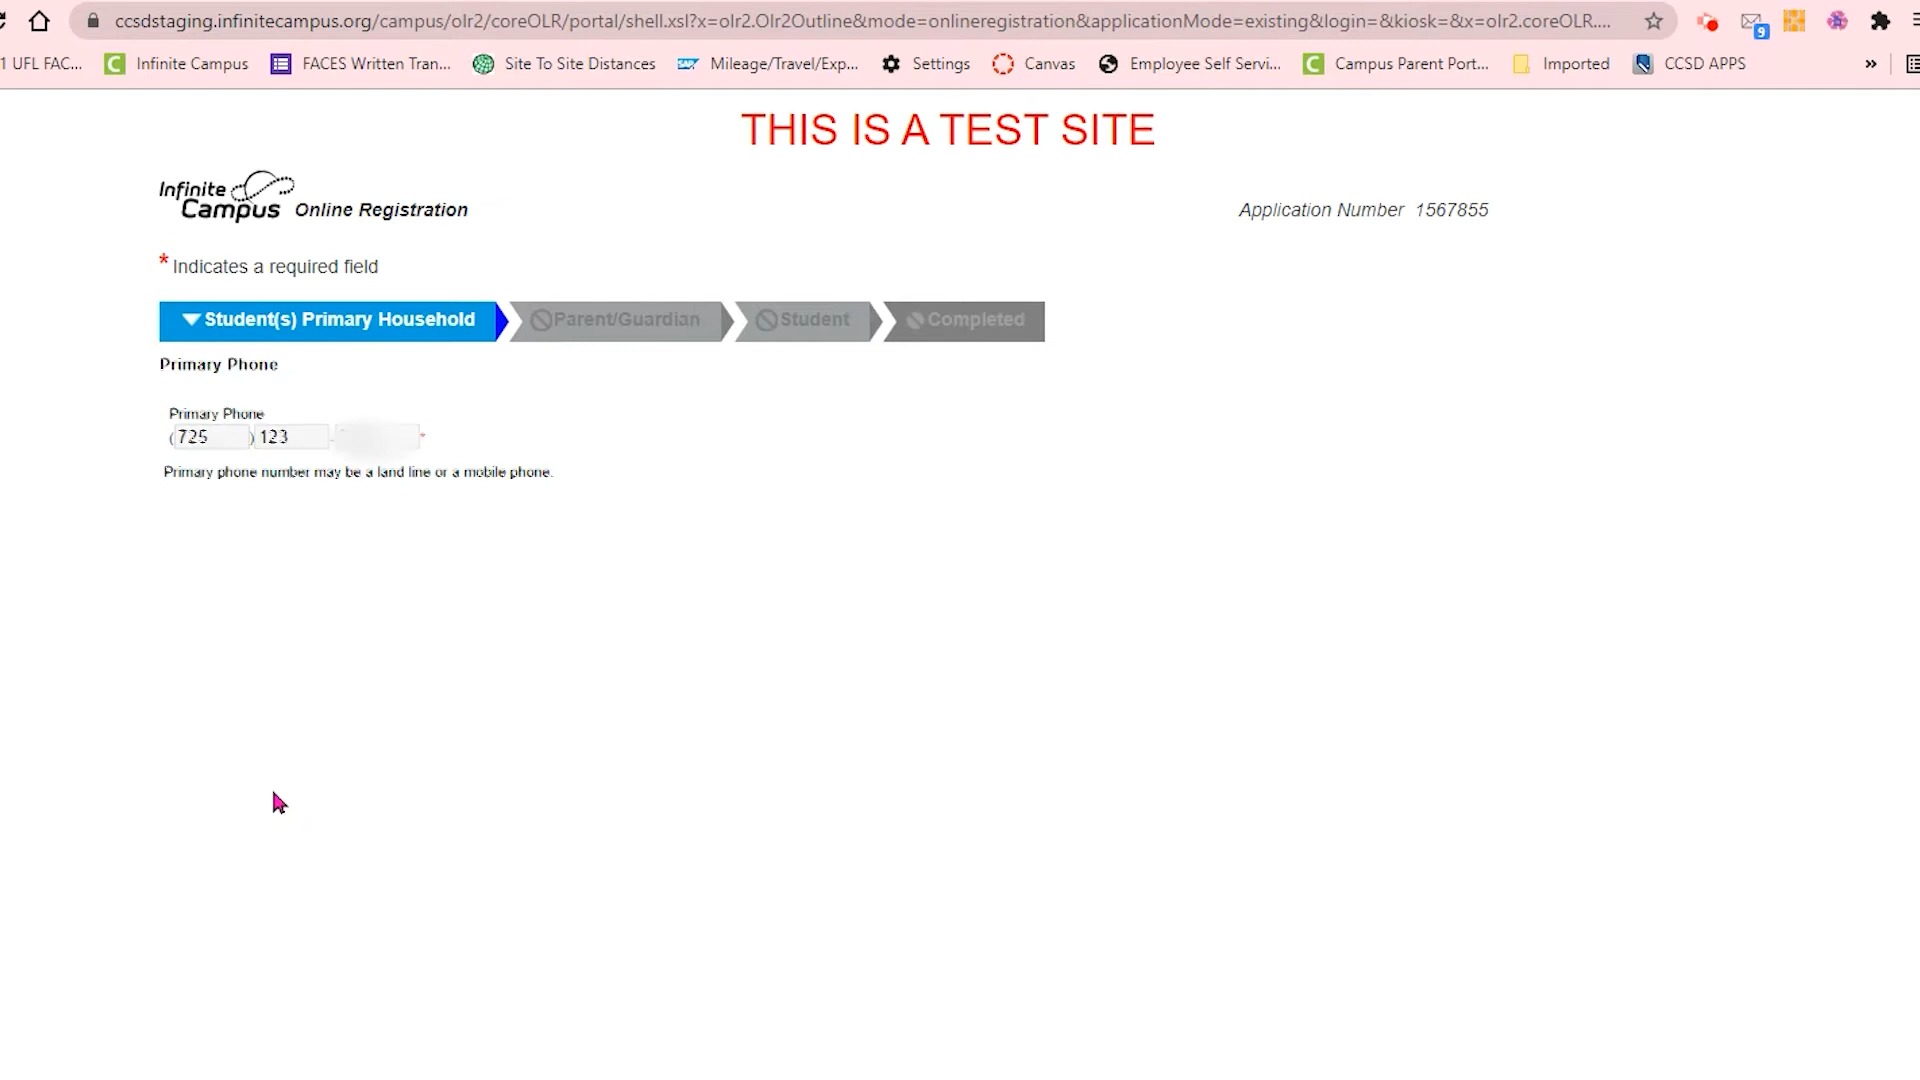 ccsdstaging.infinitecampus.org/campus/olr2/coreOLR/portal/shell.xsl?x=olr2.Olr2Outline&mode=onlineregistration&applicationMode=existing&login=&kiosk=&x=olr2.coreOLR....
9
1 UFL FAC... Infinite Campus FACES Written Tran... Site To Site Distances Mileage/Travel/Exp... Settings Canvas Employee Self Servi... Campus Parent Port... Imported CCSD APPS »
THIS IS A TEST SITE
Infinite Campus Online Registration Application Number 1567855
* Indicates a required field
Student(s) Primary Household Parent/Guardian Student Completed
Primary Phone
Primary Phone
(725) 123 - *
Primary phone number may be a land line or a mobile phone.